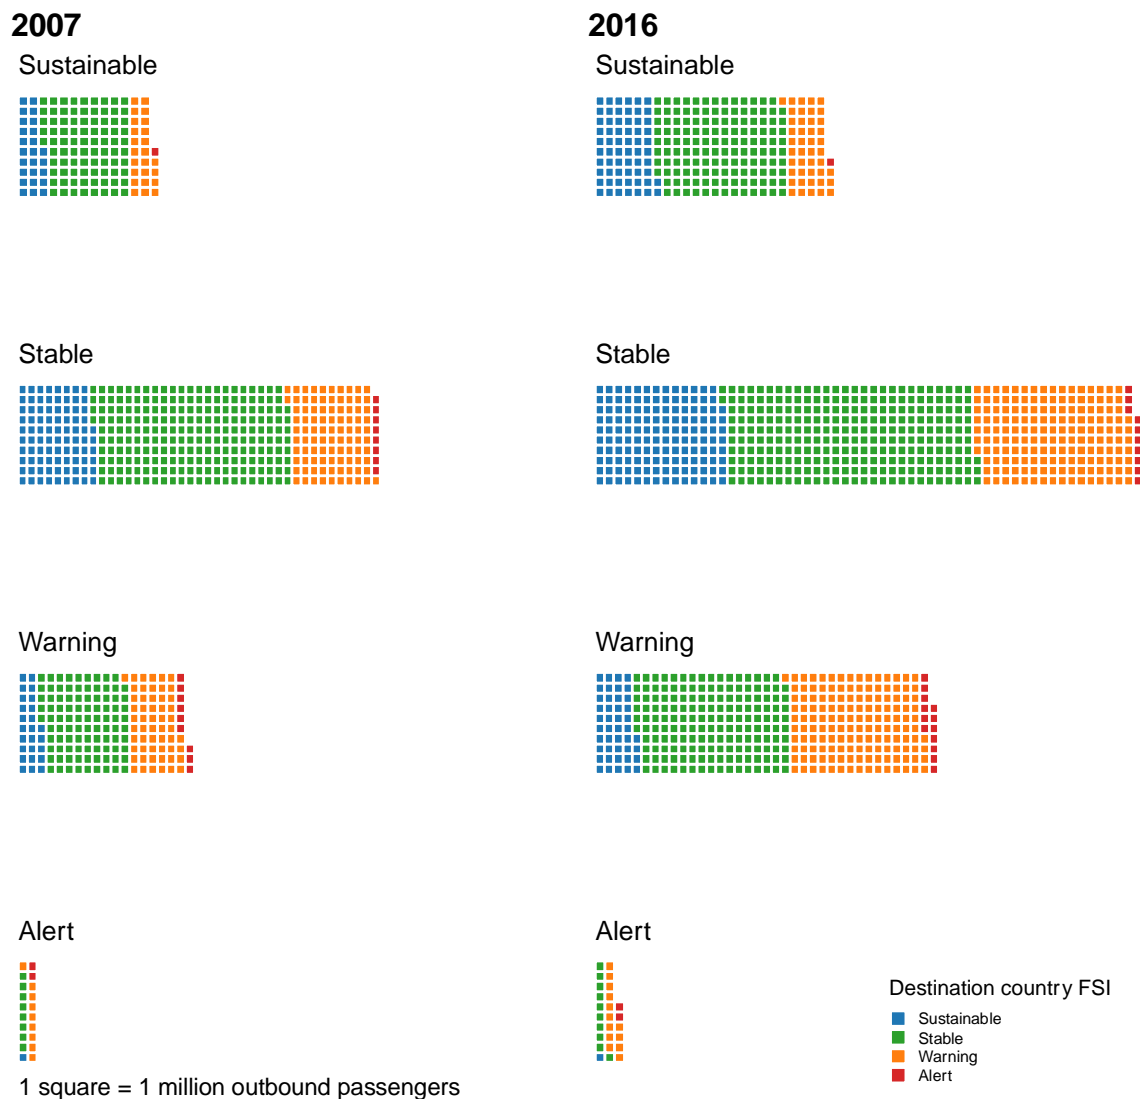 2007
2016
Sustainable
Sustainable
Stable
Stable
Warning
Warning
Alert
Alert
Destination country FSI
Sustainable
Stable
Warning
Alert
1 square = 1 million outbound passengers